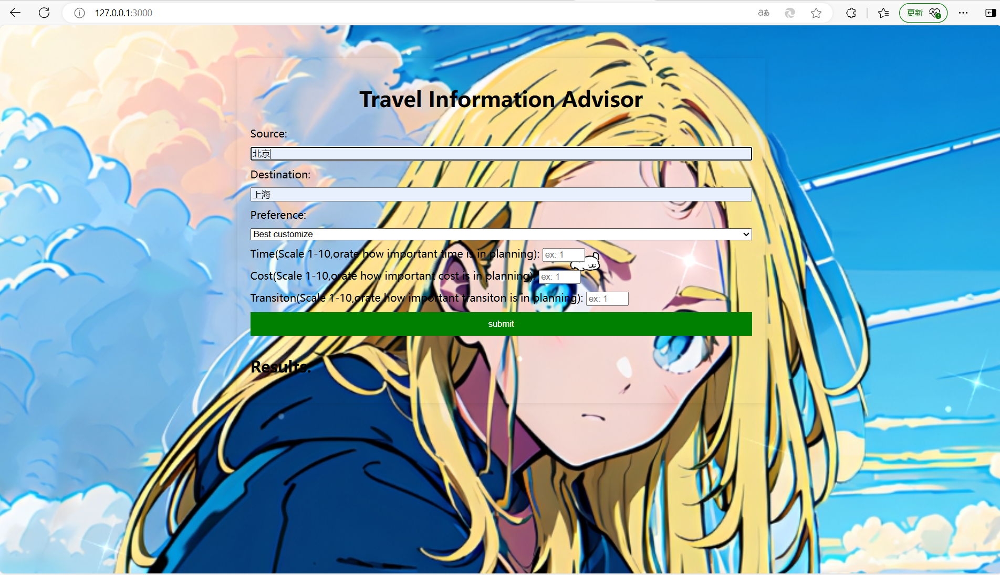 127.0.0.1:3000
aあ
更新
Travel Information Advisor
Source:
北京
Destination:
上海
Preference:
Best customize
Time(Scale 1-10,orate how important time is in planning): ex: 1
Cost(Scale 1-10,orate how important cost is in planning): ex: 1
Transiton(Scale 1-10,orate how important transiton is in planning): ex: 1
submit
Results: